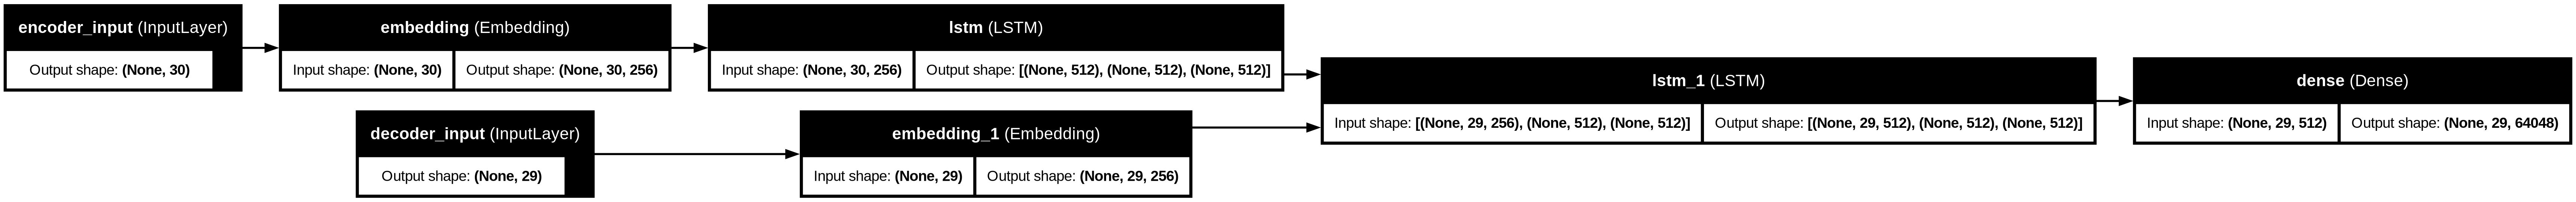 encoder_input (InputLayer)
Output shape: (None, 30)
embedding (Embedding)
Input shape: (None, 30)
Output shape: (None, 30, 256)
lstm (LSTM)
Input shape: (None, 30, 256)
Output shape: [(None, 512), (None, 512), (None, 512)]
decoder_input (InputLayer)
Output shape: (None, 29)
embedding_1 (Embedding)
Input shape: (None, 29)
Output shape: (None, 29, 256)
lstm_1 (LSTM)
Input shape: [(None, 29, 256), (None, 512), (None, 512)]
Output shape: [(None, 29, 512), (None, 512), (None, 512)]
dense (Dense)
Input shape: (None, 29, 512)
Output shape: (None, 29, 64048)